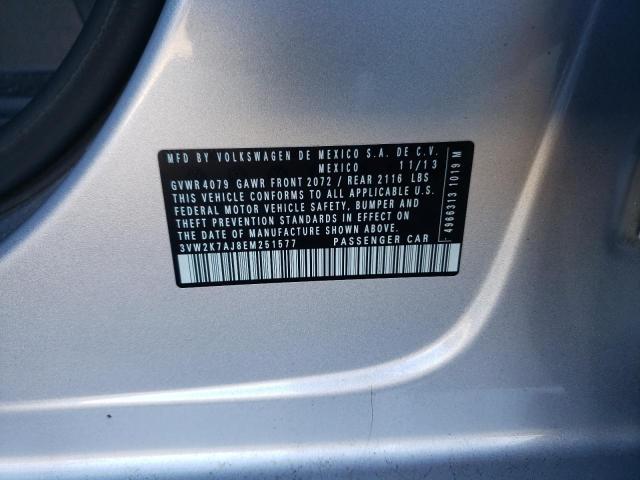 MFD BY VOLKSWAGEN DE MEXICO S.A. DE C.V.
MEXICO 11/13
GVWR 4079 GAWR FRONT 2072 / REAR 2116 LBS
THIS VEHICLE CONFORMS TO ALL APPLICABLE U.S.
FEDERAL MOTOR VEHICLE SAFETY, BUMPER AND
THEFT PREVENTION STANDARDS IN EFFECT ON
THE DATE OF MANUFACTURE SHOWN ABOVE.
3VW2K7AJ8EM251577 PASSENGER CAR
F 4966313 1019 M